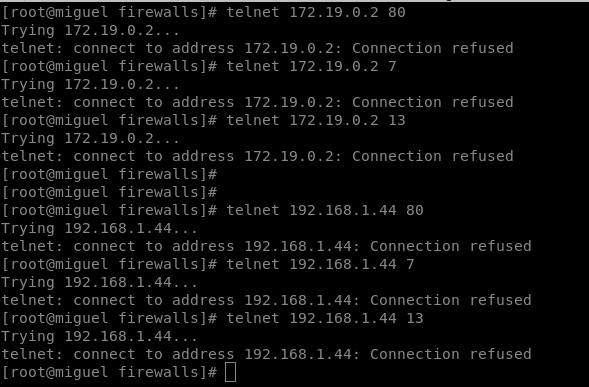 [root@miguel firewalls]# telnet 172.19.0.2 80
Trying 172.19.0.2...
telnet: connect to address 172.19.0.2: Connection refused
[root@miguel firewalls]# telnet 172.19.0.2 7
Trying 172.19.0.2...
telnet: connect to address 172.19.0.2: Connection refused
[root@miguel firewalls]# telnet 172.19.0.2 13
Trying 172.19.0.2...
telnet: connect to address 172.19.0.2: Connection refused
[root@miguel firewalls]#
[root@miguel firewalls]#
[root@miguel firewalls]# telnet 192.168.1.44 80
Trying 192.168.1.44...
telnet: connect to address 192.168.1.44: Connection refused
[root@miguel firewalls]# telnet 192.168.1.44 7
Trying 192.168.1.44...
telnet: connect to address 192.168.1.44: Connection refused
[root@miguel firewalls]# telnet 192.168.1.44 13
Trying 192.168.1.44...
telnet: connect to address 192.168.1.44: Connection refused
[root@miguel firewalls]#